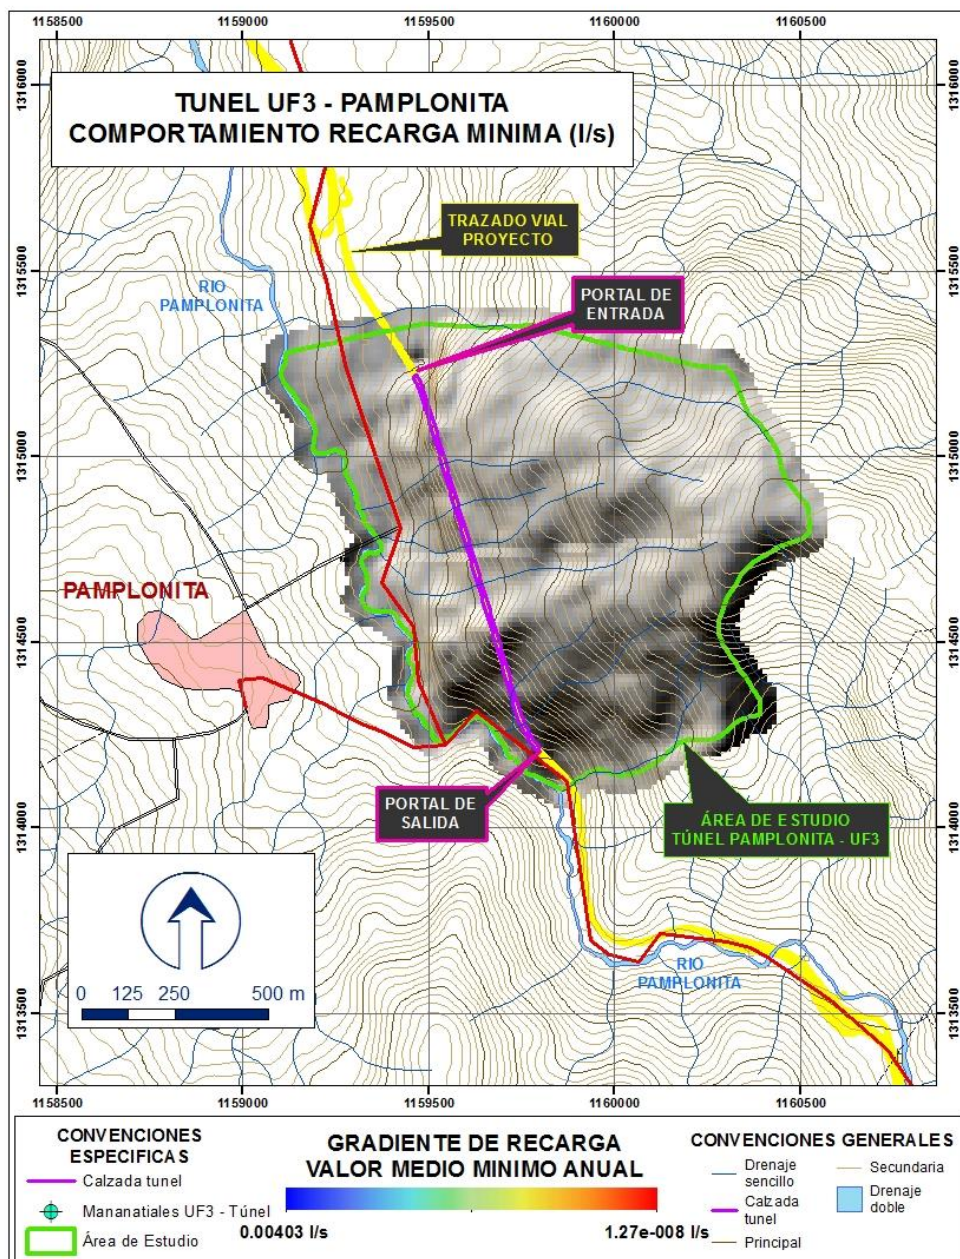 1158500 1159000 1159500 1160000 1160500
1316000 1316000
TUNEL UF3 - PAMPLONITA
COMPORTAMIENTO RECARGA MINIMA (l/s)
TRAZADO VIAL
PROYECTO
1315500 1315500
RIO
PAMPLONITA
PORTAL DE
ENTRADA
1315000 1315000
PAMPLONITA
1314500 1314500
PORTAL DE
SALIDA
ÁREA DE ESTUDIO
TÚNEL PAMPLONITA - UF3
1314000 1314000
0 125 250 500 m
RIO
PAMPLONITA
1313500 1313500
1158500 1159000 1159500 1160000 1160500
CONVENCIONES
ESPECIFICAS
Calzada tunel
Mananatiales UF3 - Túnel
Área de Estudio
GRADIENTE DE RECARGA
VALOR MEDIO MINIMO ANUAL
0.00403 l/s 1.27e-008 l/s
CONVENCIONES GENERALES
Drenaje
sencillo
Calzada
tunel
Principal
Secundaria
Drenaje
doble